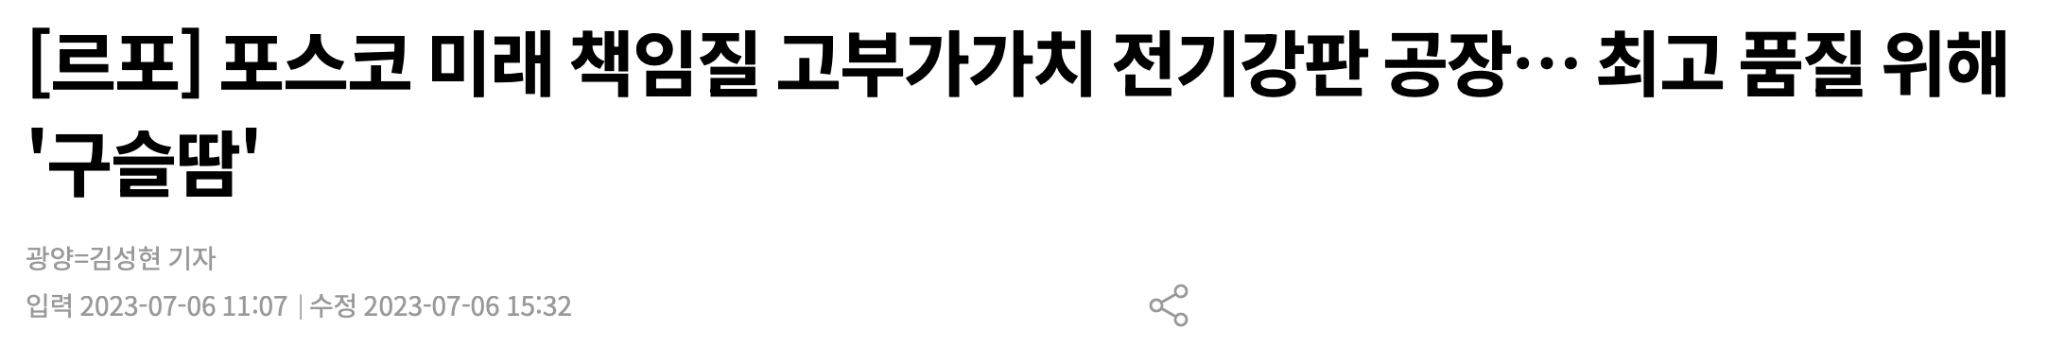 [르포] 포스코 미래 책임질 고부가가치 전기강판 공장… 최고 품질 위해
'구슬땀'
광양=김성현 기자
입력 2023-07-06 11:07 | 수정 2023-07-06 15:32